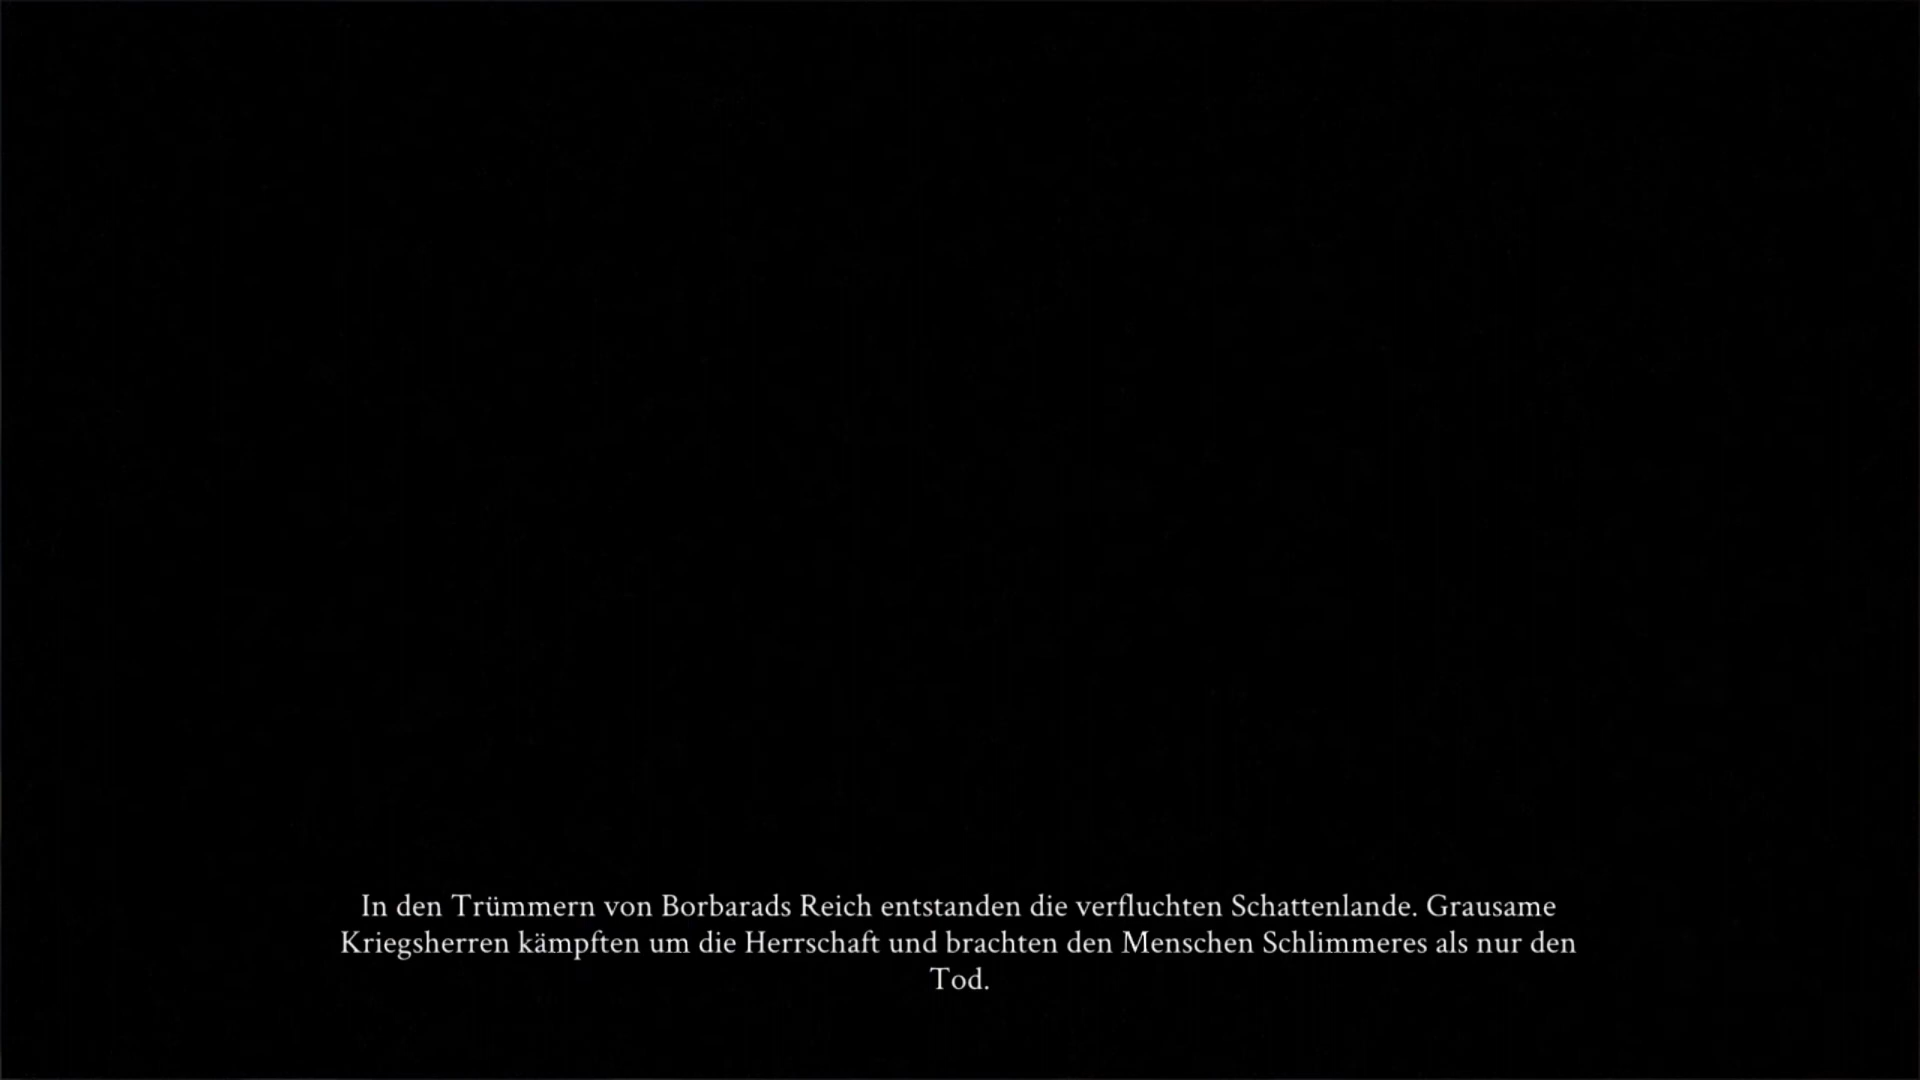 In den Trümmern von Borbarads Reich entstanden die verfluchten Schattenlande. Grausame
Kriegsherren kämpften um die Herrschaft und brachten den Menschen Schlimmeres als nur den
Tod.